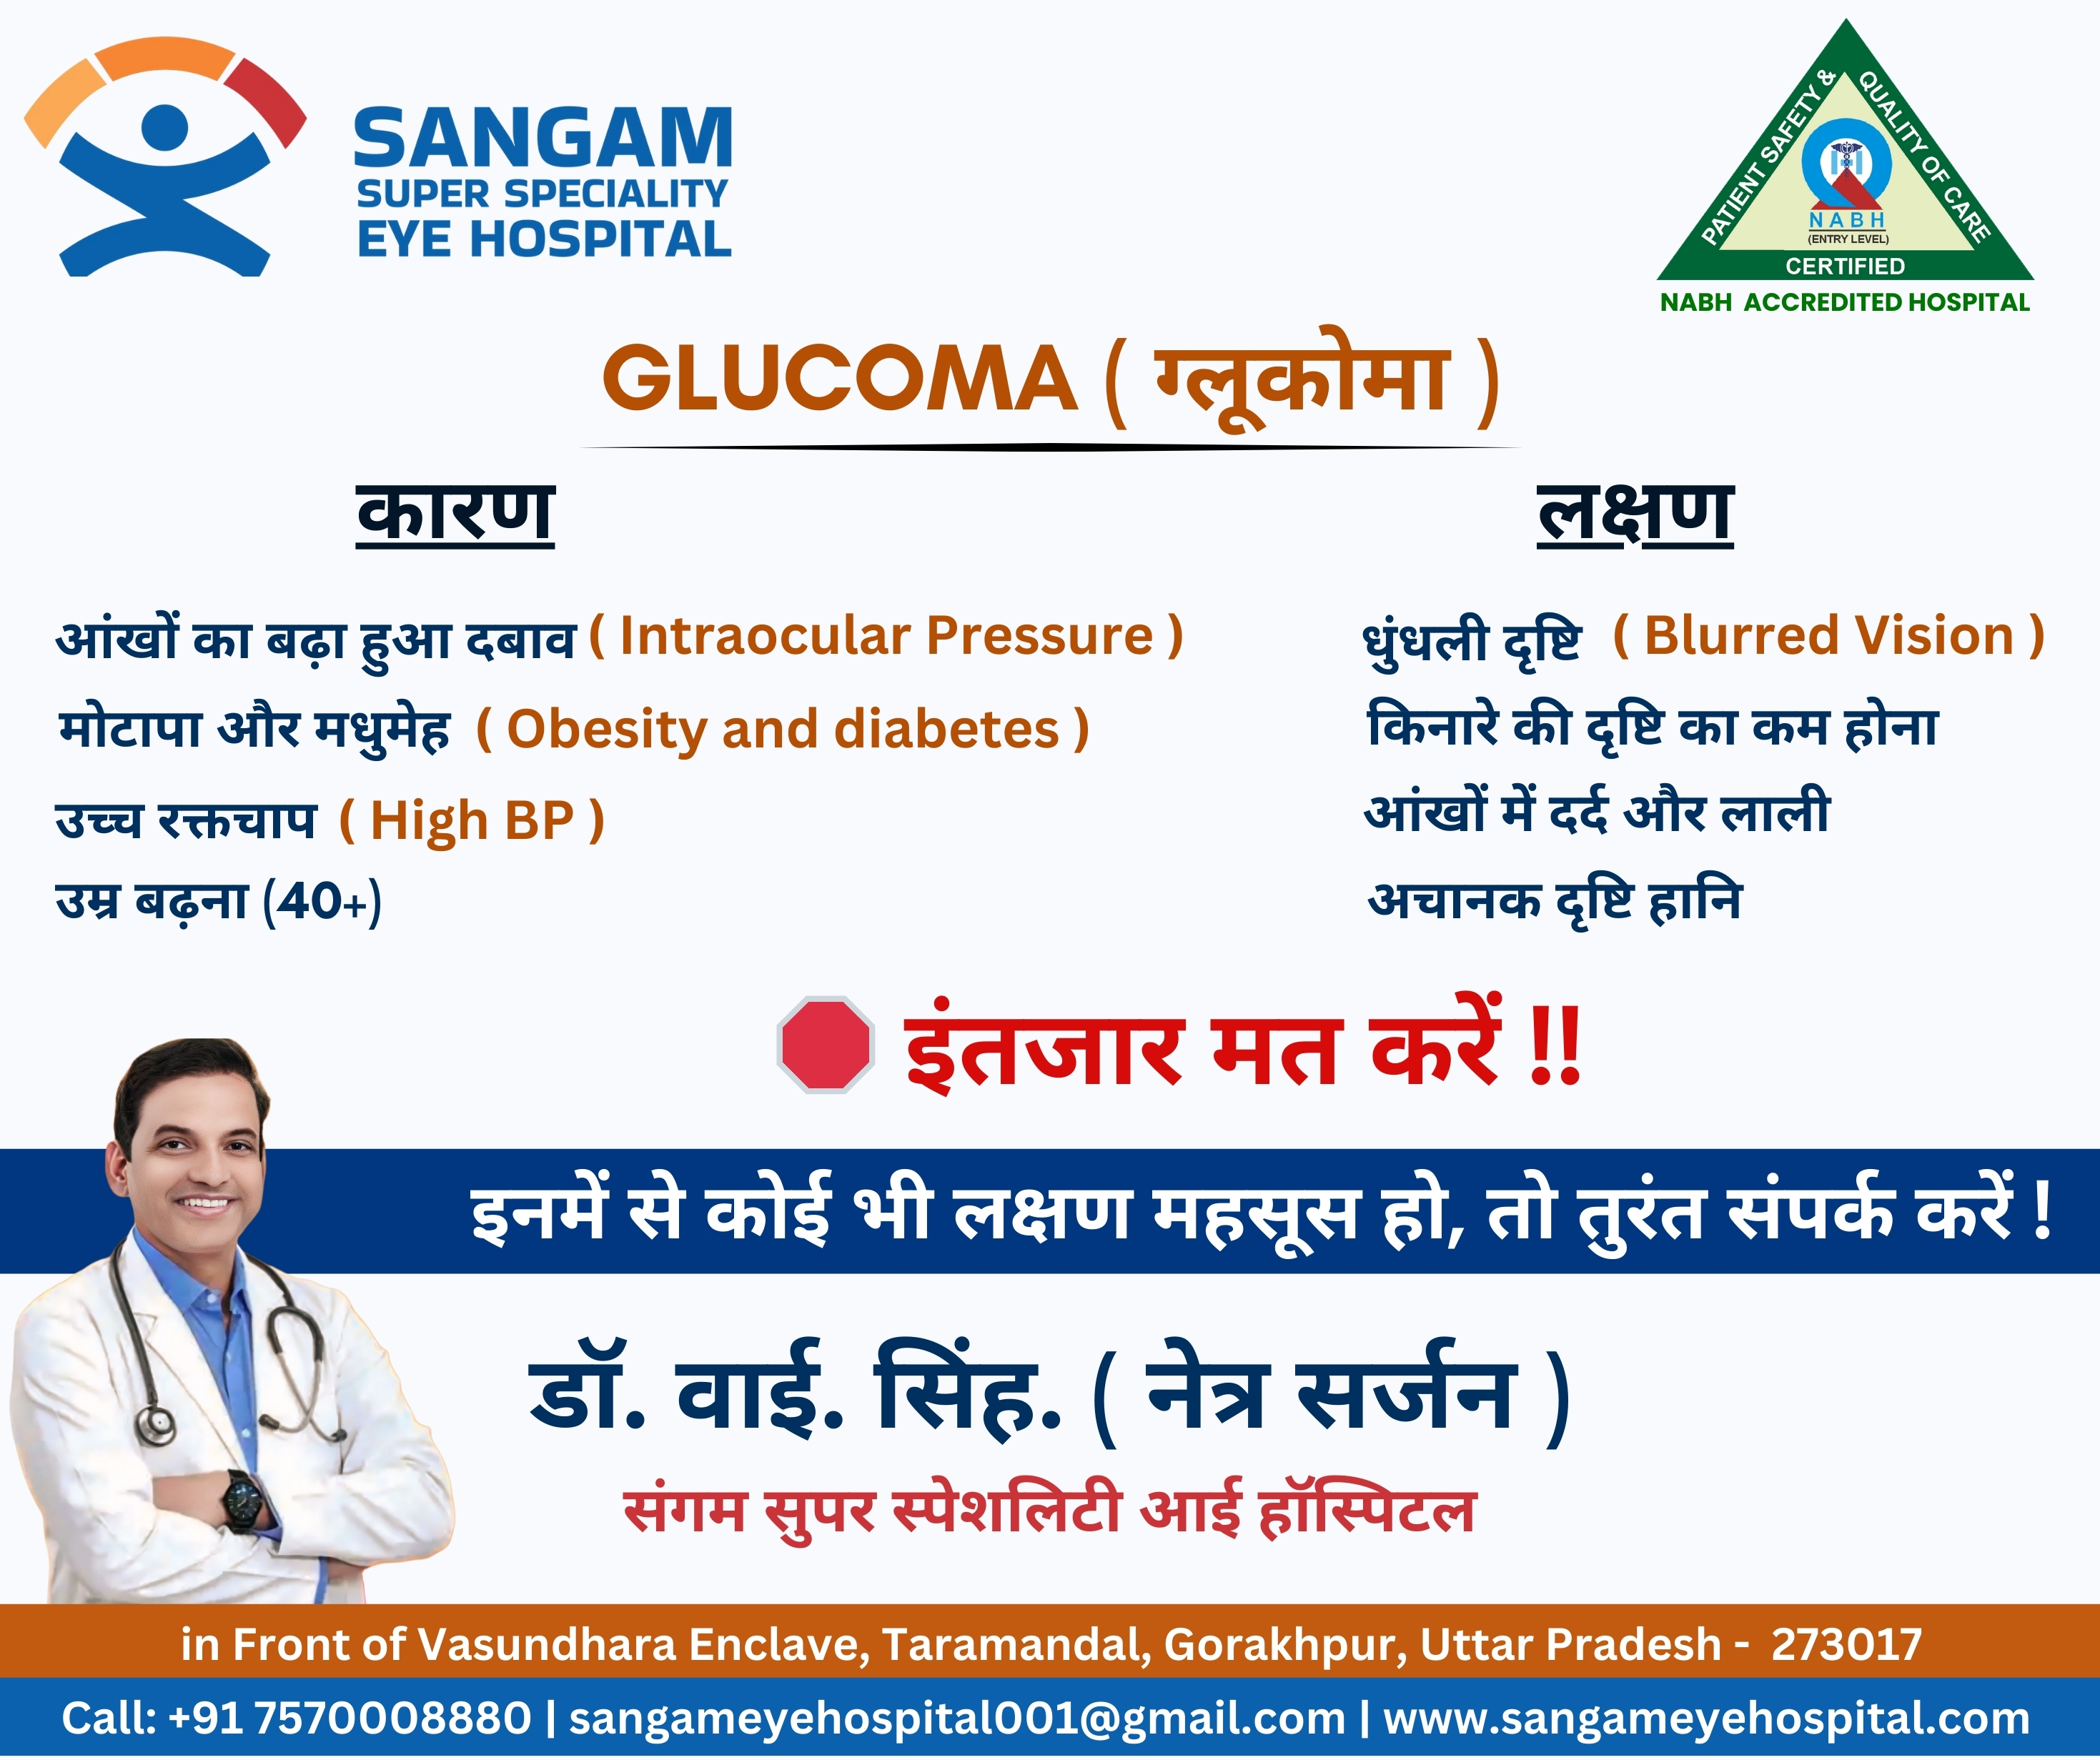 SANGAM
SUPER SPECIALITY
EYE HOSPITAL
PATIENT SAFETY & QUALITY OF CARE
NABH
(ENTRY LEVEL)
CERTIFIED
NABH ACCREDITED HOSPITAL
GLUCOMA ( ग्लूकोमा )
कारण
आंखों का बढ़ा हुआ दबाव ( Intraocular Pressure )
मोटापा और मधुमेह ( Obesity and diabetes )
उच्च रक्तचाप ( High BP )
उम्र बढ़ना (40+)
लक्षण
धुंधली दृष्टि ( Blurred Vision )
किनारे की दृष्टि का कम होना
आंखों में दर्द और लाली
अचानक दृष्टि हानि
इंतजार मत करें !!
इनमें से कोई भी लक्षण महसूस हो, तो तुरंत संपर्क करें !
डॉ. वाई. सिंह. ( नेत्र सर्जन )
संगम सुपर स्पेशलिटी आई हॉस्पिटल
in Front of Vasundhara Enclave, Taramandal, Gorakhpur, Uttar Pradesh - 273017
Call: +91 7570008880 | sangameyehospital001@gmail.com | www.sangameyehospital.com